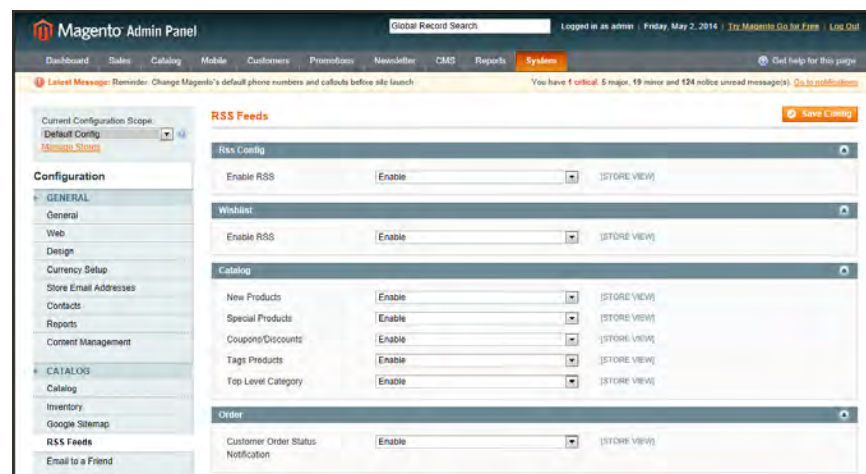 Magento Admin Panel
Global Record Search
Logged in as admin | Friday, May 2, 2014 | Try Magento Go for Free | Log Out
Dashboard Sales Catalog Mobile Customers Promotions Newsletter CMS Reports System
Get help for this page
Latest Message: Reminder: Change Magento's default phone numbers and callouts before site launch
You have 1 critical, 5 major, 19 minor and 124 notice unread message(s). Go to notifications
Current Configuration Scope:
Default Config
Manage Stores
Configuration
GENERAL
General
Web
Design
Currency Setup
Store Email Addresses
Contacts
Reports
Content Management
CATALOG
Catalog
Inventory
Google Sitemap
RSS Feeds
Email to a Friend
RSS Feeds
Save Config
Rss Config
Enable RSS Enable [STORE VIEW]
Wishlist
Enable RSS Enable [STORE VIEW]
Catalog
New Products Enable [STORE VIEW]
Special Products Enable [STORE VIEW]
Coupons/Discounts Enable [STORE VIEW]
Tags Products Enable [STORE VIEW]
Top Level Category Enable [STORE VIEW]
Order
Customer Order Status Enable [STORE VIEW]
Notification